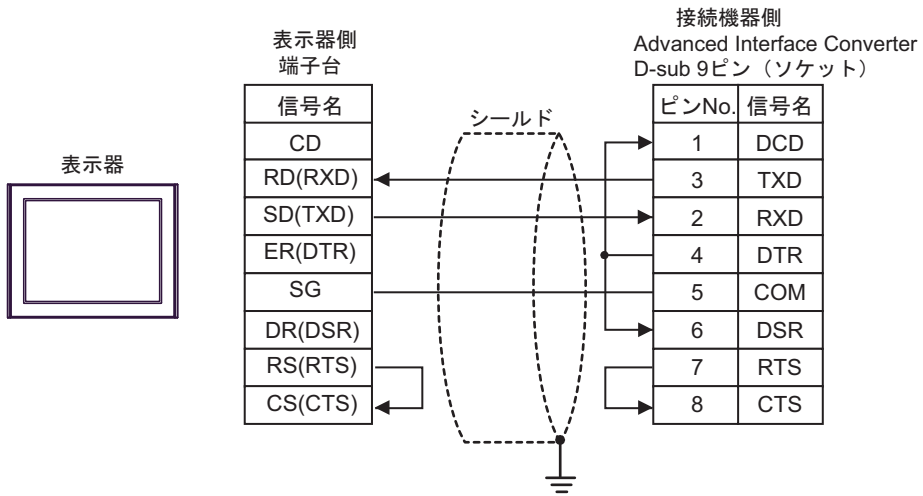 接続機器側
表示器側 Advanced Interface Converter
端子台 D-sub 9ピン（ソケット）
信号名 シールド ピンNo. 信号名
CD 1 DCD
表示器
RD(RXD) 3 TXD
SD(TXD) 2 RXD
ER(DTR) 4 DTR
SG 5 COM
DR(DSR) 6 DSR
RS(RTS) 7 RTS
CS(CTS) 8 CTS